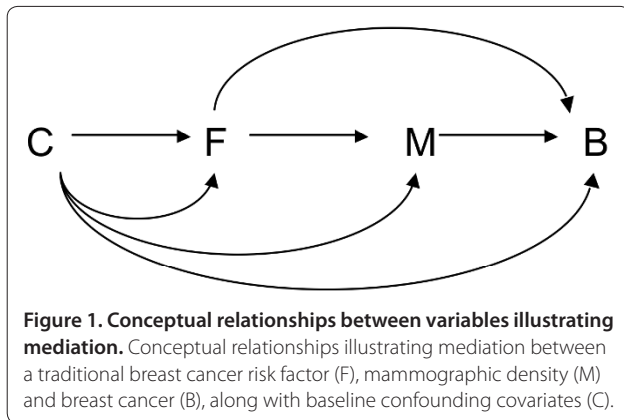 C F M B
Figure 1. Conceptual relationships between variables illustrating
mediation. Conceptual relationships illustrating mediation between
a traditional breast cancer risk factor (F), mammographic density (M)
and breast cancer (B), along with baseline confounding covariates (C).